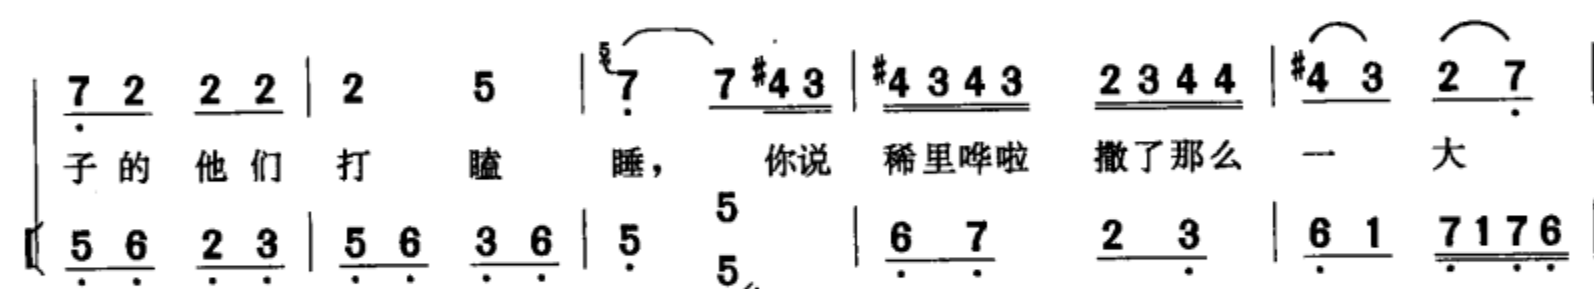 7 2 2 2 | 2 5 | 5 7 7 #4 3 | #4 3 4 3 2 3 4 4 | #4 3 2 7 |
子的他们打瞌睡，你说稀里哗啦撒了那么一大
5 6 2 3 | 5 6 3 6 | 5 5 5 | 6 7 2 3 | 6 1 7 1 7 6